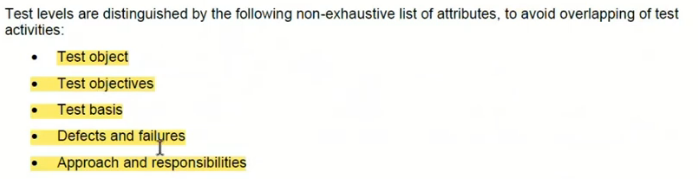 Test levels are distinguished by the following non-exhaustive list of attributes, to avoid overlapping of test
activities:
• Test object
• Test objectives
• Test basis
• Defects and failures
• Approach and responsibilities